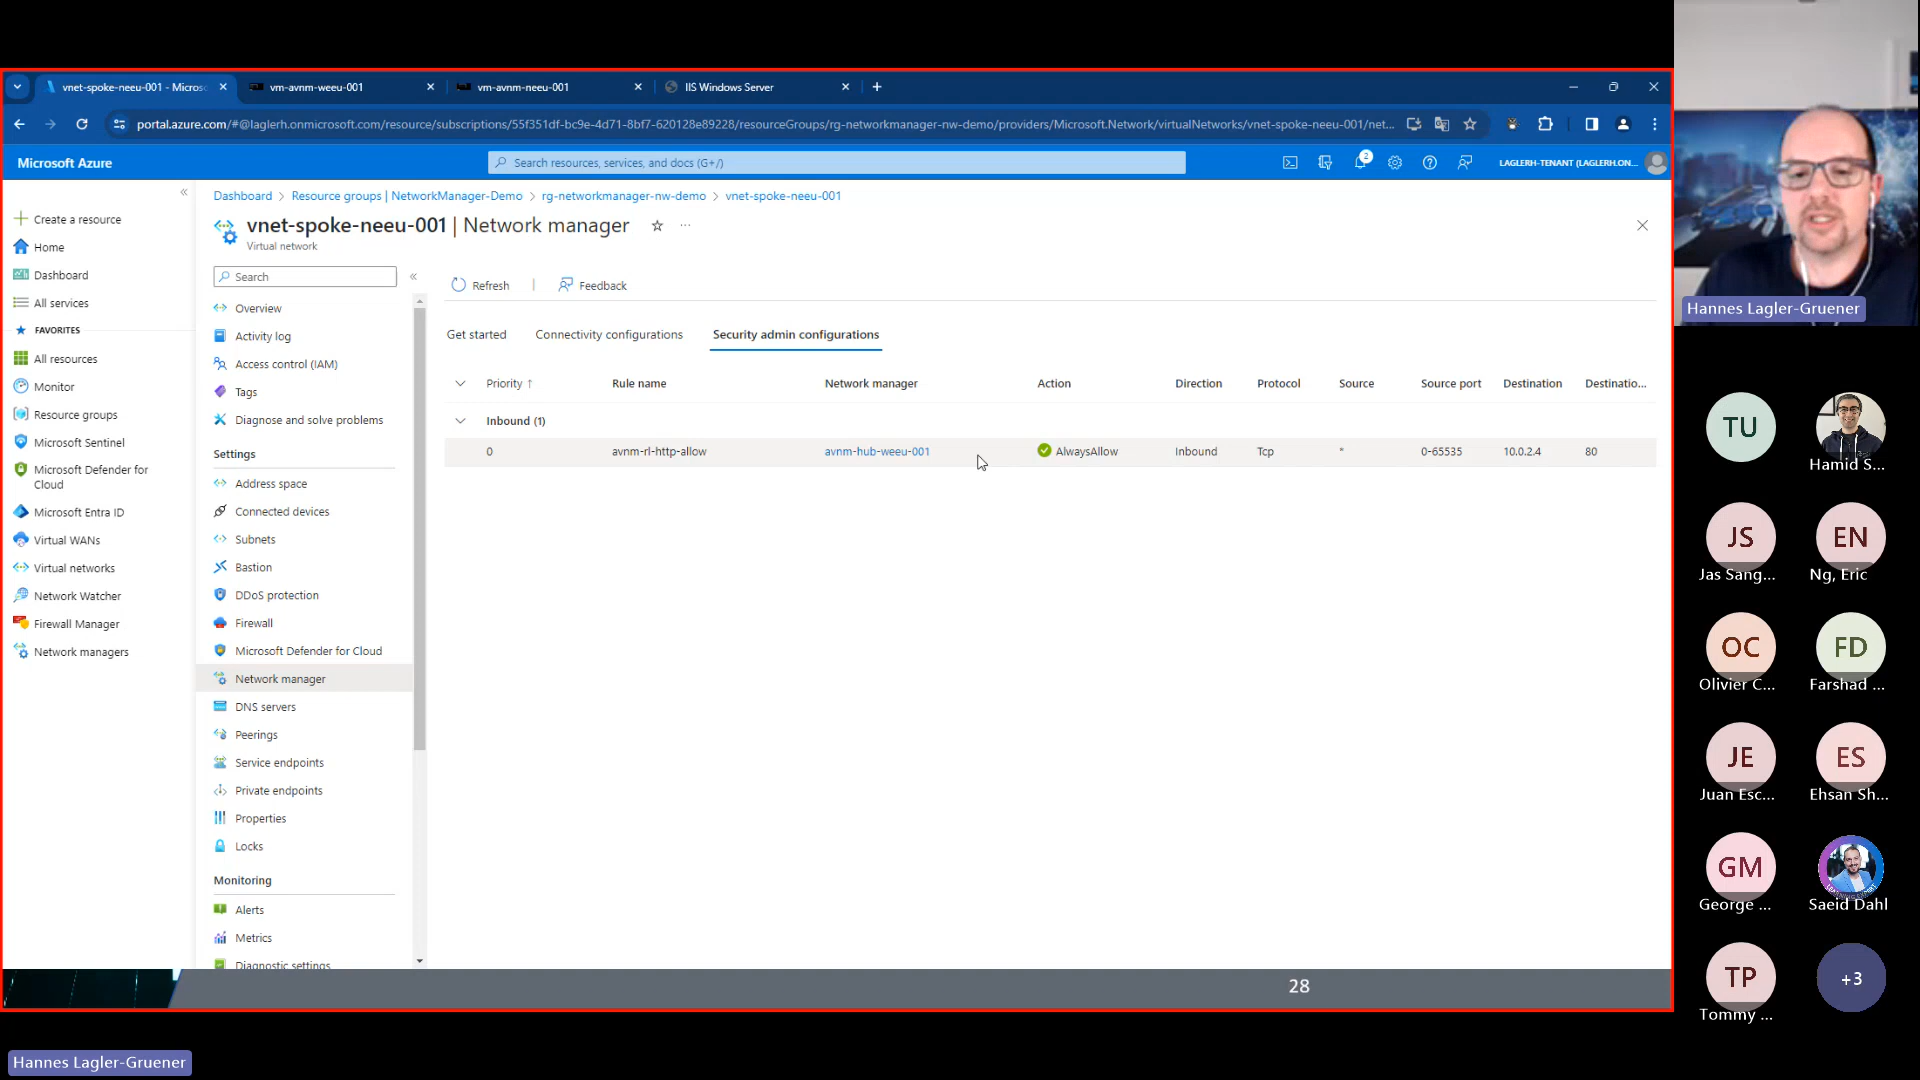 vnet-spoke-neeu-001 - Micros
vm-avnm-weeu-001
vm-avnm-neeu-001
IIS Windows Server
portal.azure.com/#@laglerh.onmicrosoft.com/resource/subscriptions/55f351df-bc9e-4d71-8bf7-620128e89228/resourceGroups/rg-networkmanager-nw-demo/providers/Microsoft.Network/virtualNetworks/vnet-spoke-neeu-001/net...
Microsoft Azure
Search resources, services, and docs (G+/)
2
LAGLERH-TENANT (LAGLERH.ON...
Create a resource
Home
Dashboard
All services
FAVORITES
All resources
Monitor
Resource groups
Microsoft Sentinel
Microsoft Defender for
Cloud
Microsoft Entra ID
Virtual WANs
Virtual networks
Network Watcher
Firewall Manager
Network managers
Dashboard > Resource groups | NetworkManager-Demo > rg-networkmanager-nw-demo > vnet-spoke-neeu-001
vnet-spoke-neeu-001 | Network manager
Virtual network
Search
Overview
Activity log
Access control (IAM)
Tags
Diagnose and solve problems
Settings
Address space
Connected devices
Subnets
Bastion
DDoS protection
Firewall
Microsoft Defender for Cloud
Network manager
DNS servers
Peerings
Service endpoints
Private endpoints
Properties
Locks
Monitoring
Alerts
Metrics
Diagnostic settings
Refresh
Feedback
Get started
Connectivity configurations
Security admin configurations
Priority ↑ Rule name Network manager Action Direction Protocol Source Source port Destination Destinatio...
Inbound (1)
0 avnm-rl-http-allow avnm-hub-weeu-001 AlwaysAllow Inbound Tcp * 0-65535 10.0.2.4 80
28
Hannes Lagler-Gruener
TU
Hamid S...
JS
Jas Sang...
EN
Ng, Eric
OC
Olivier C...
FD
Farshad ...
JE
Juan Esc...
ES
Ehsan Sh...
GM
George ...
Saeid Dahl
TP
Tommy ...
+3
Hannes Lagler-Gruener